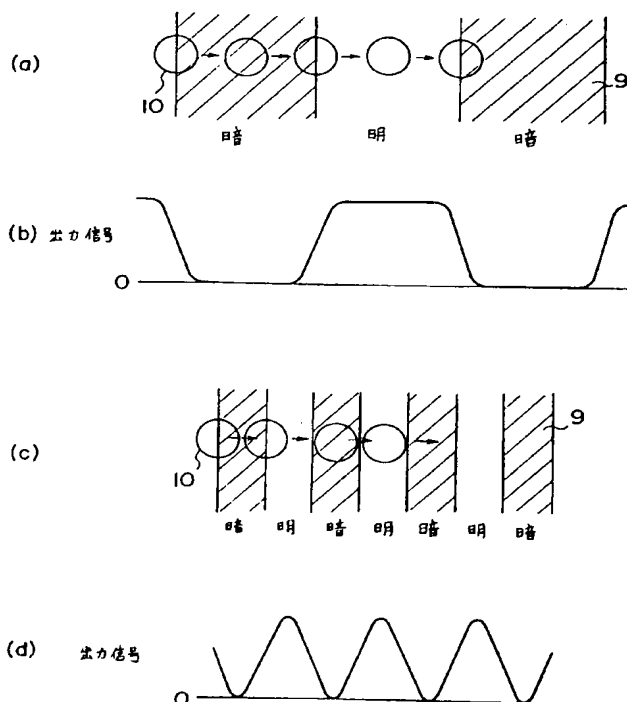 (a)
10
9
暗 明 暗
(b) 出力信号
0
(c)
10
9
暗 明 暗 明 暗 明 暗
(d) 出力信号
0